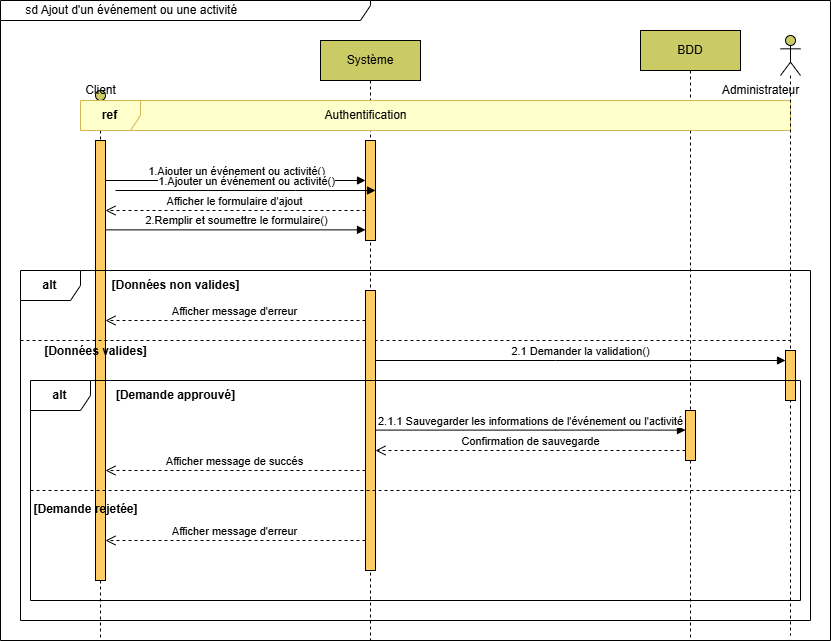 sd Ajout d'un événement ou une activité
Système
BDD
Client
Administrateur
ref
Authentification
1.Ajouter un événement ou activité()
1.Ajouter un événement ou activité()
Afficher le formulaire d'ajout
2.Remplir et soumettre le formulaire()
alt
[Données non valides]
Afficher message d'erreur
[Données valides]
2.1 Demander la validation()
alt
[Demande approuvé]
2.1.1 Sauvegarder les informations de l'événement ou l'activité
Confirmation de sauvegarde
Afficher message de succés
[Demande rejetée]
Afficher message d'erreur